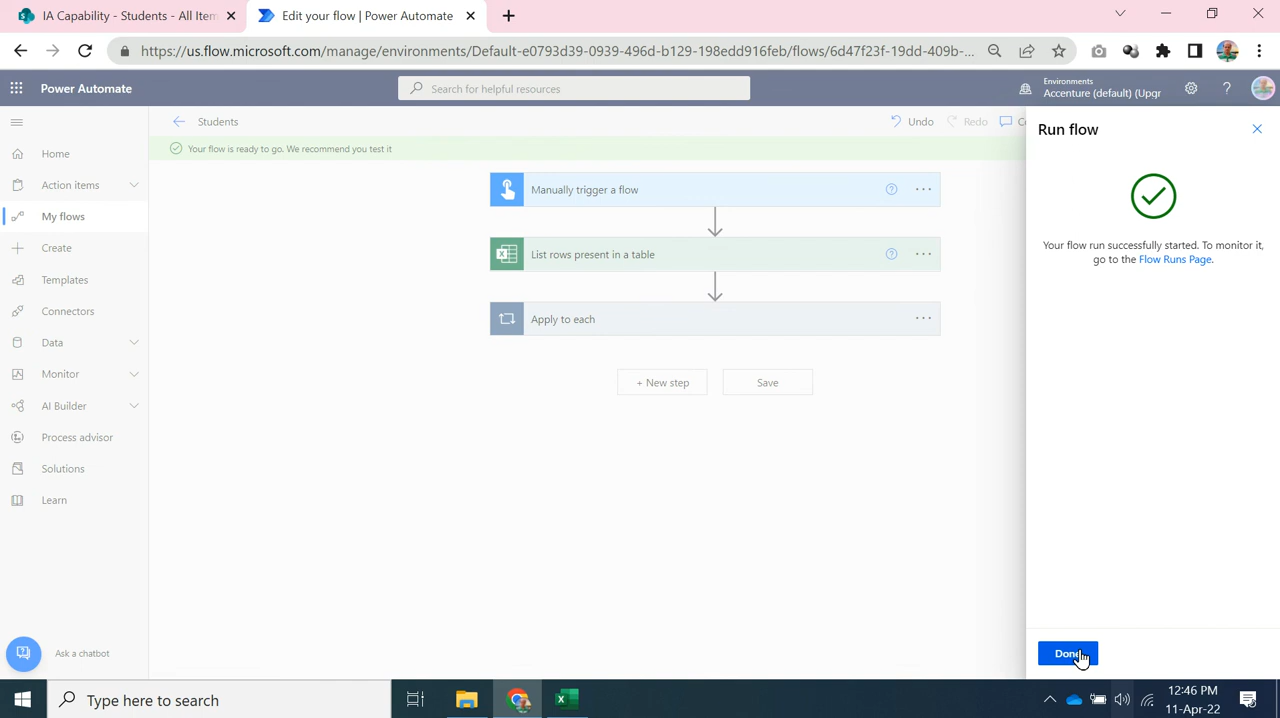 IA Capability - Students - All Item
Edit your flow | Power Automate
https://us.flow.microsoft.com/manage/environments/Default-e0793d39-0939-496d-b129-198edd916feb/flows/6d47f23f-19dd-409b-...
Power Automate
Search for helpful resources
Environments
Accenture (default) (Upgr
Students
Undo
Redo
Co
Run flow
Your flow is ready to go. We recommend you test it
Home
Action items
My flows
Create
Templates
Connectors
Data
Monitor
AI Builder
Process advisor
Solutions
Learn
Ask a chatbot
Manually trigger a flow
List rows present in a table
Apply to each
+ New step
Save
Your flow run successfully started. To monitor it,
go to the Flow Runs Page.
Done
Type here to search
12:46 PM
11-Apr-22